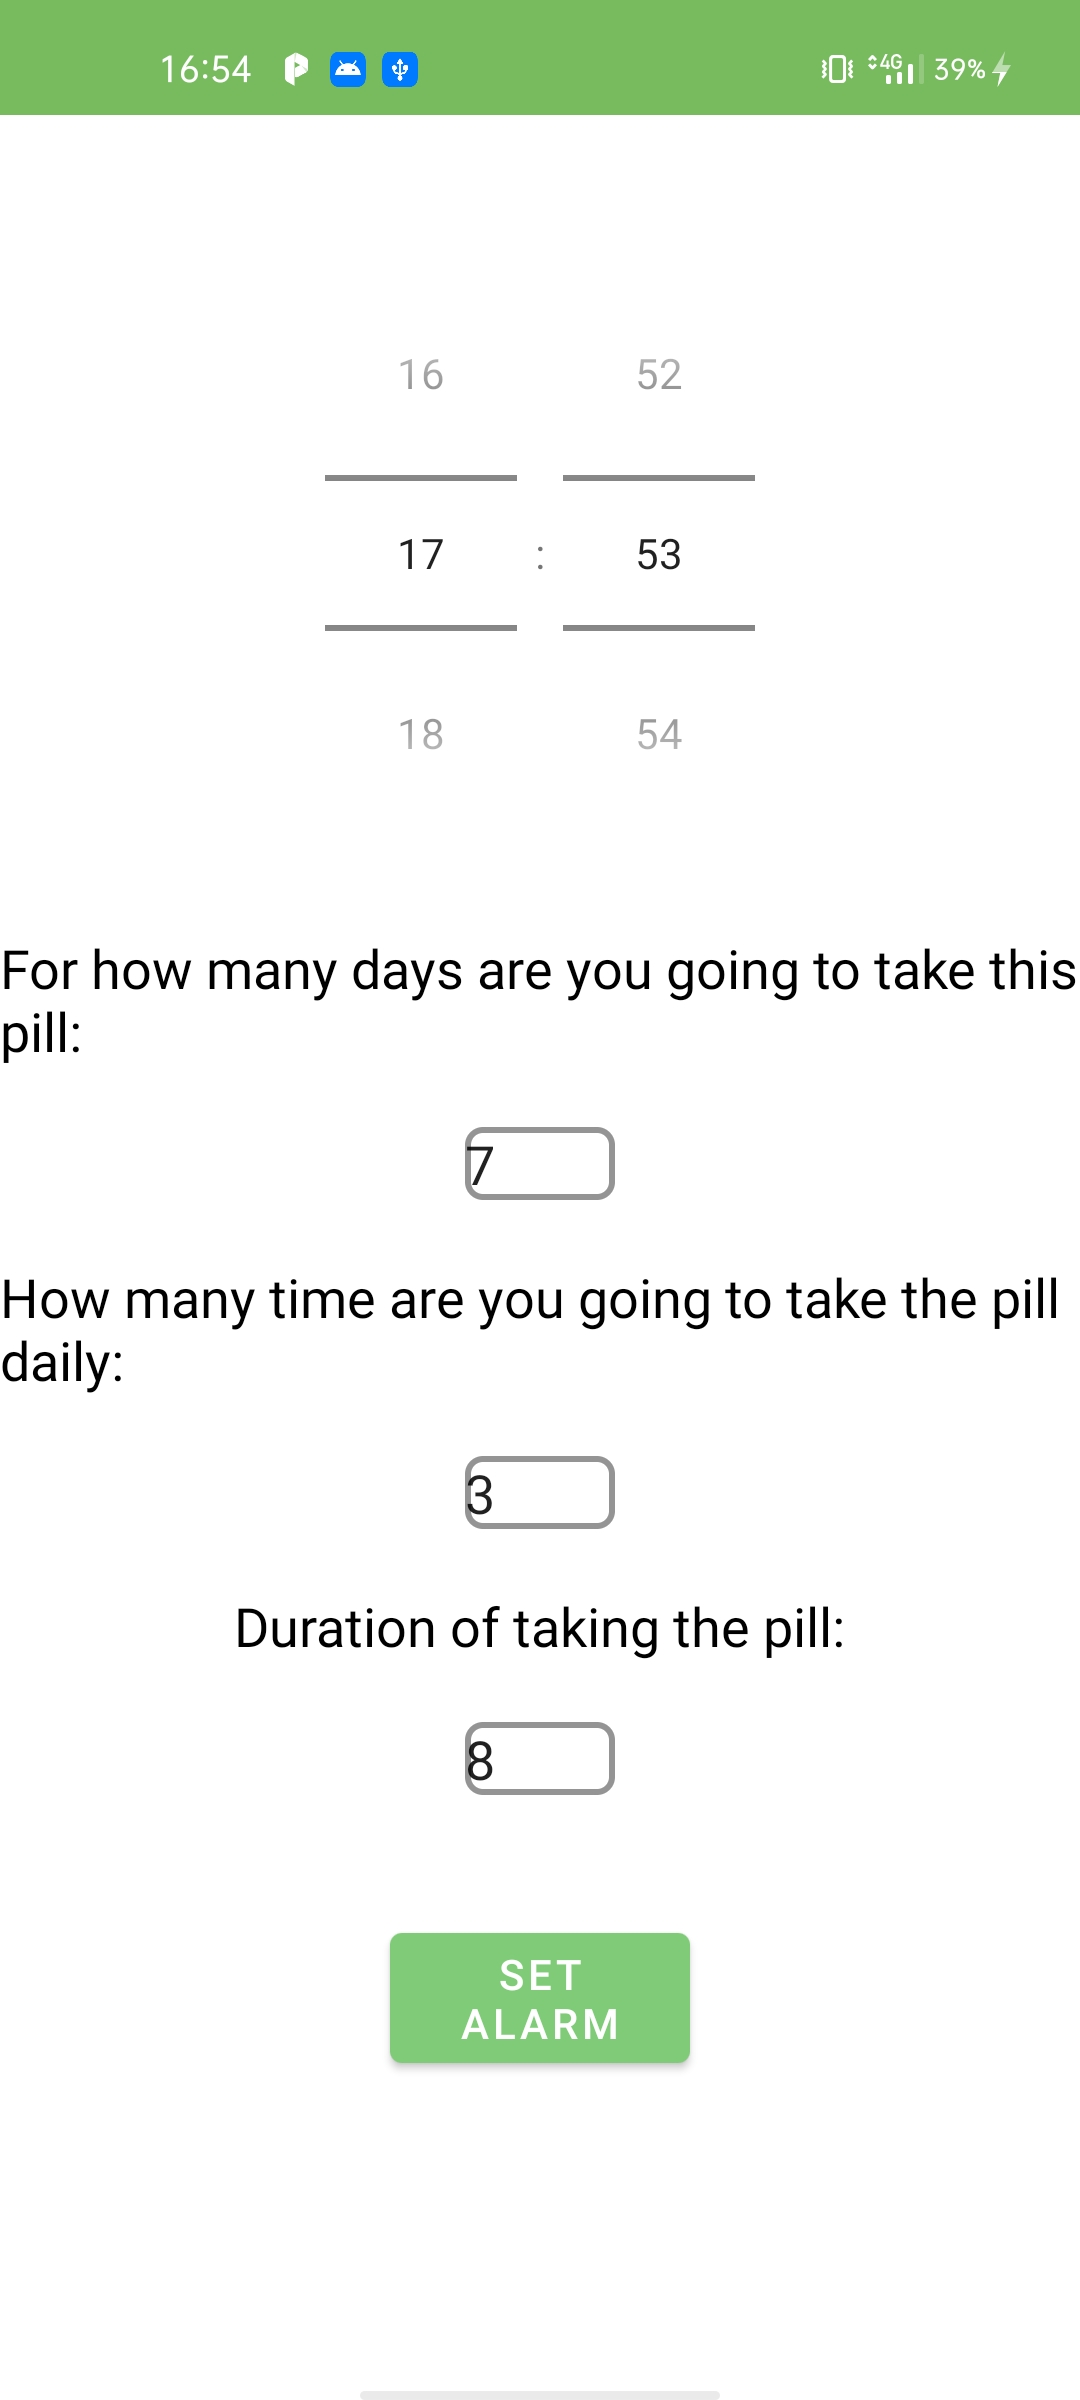 16:54 4G 39%
16 52
17 : 53
18 54
For how many days are you going to take this
pill:
7
How many time are you going to take the pill
daily:
3
Duration of taking the pill:
8
SET
ALARM